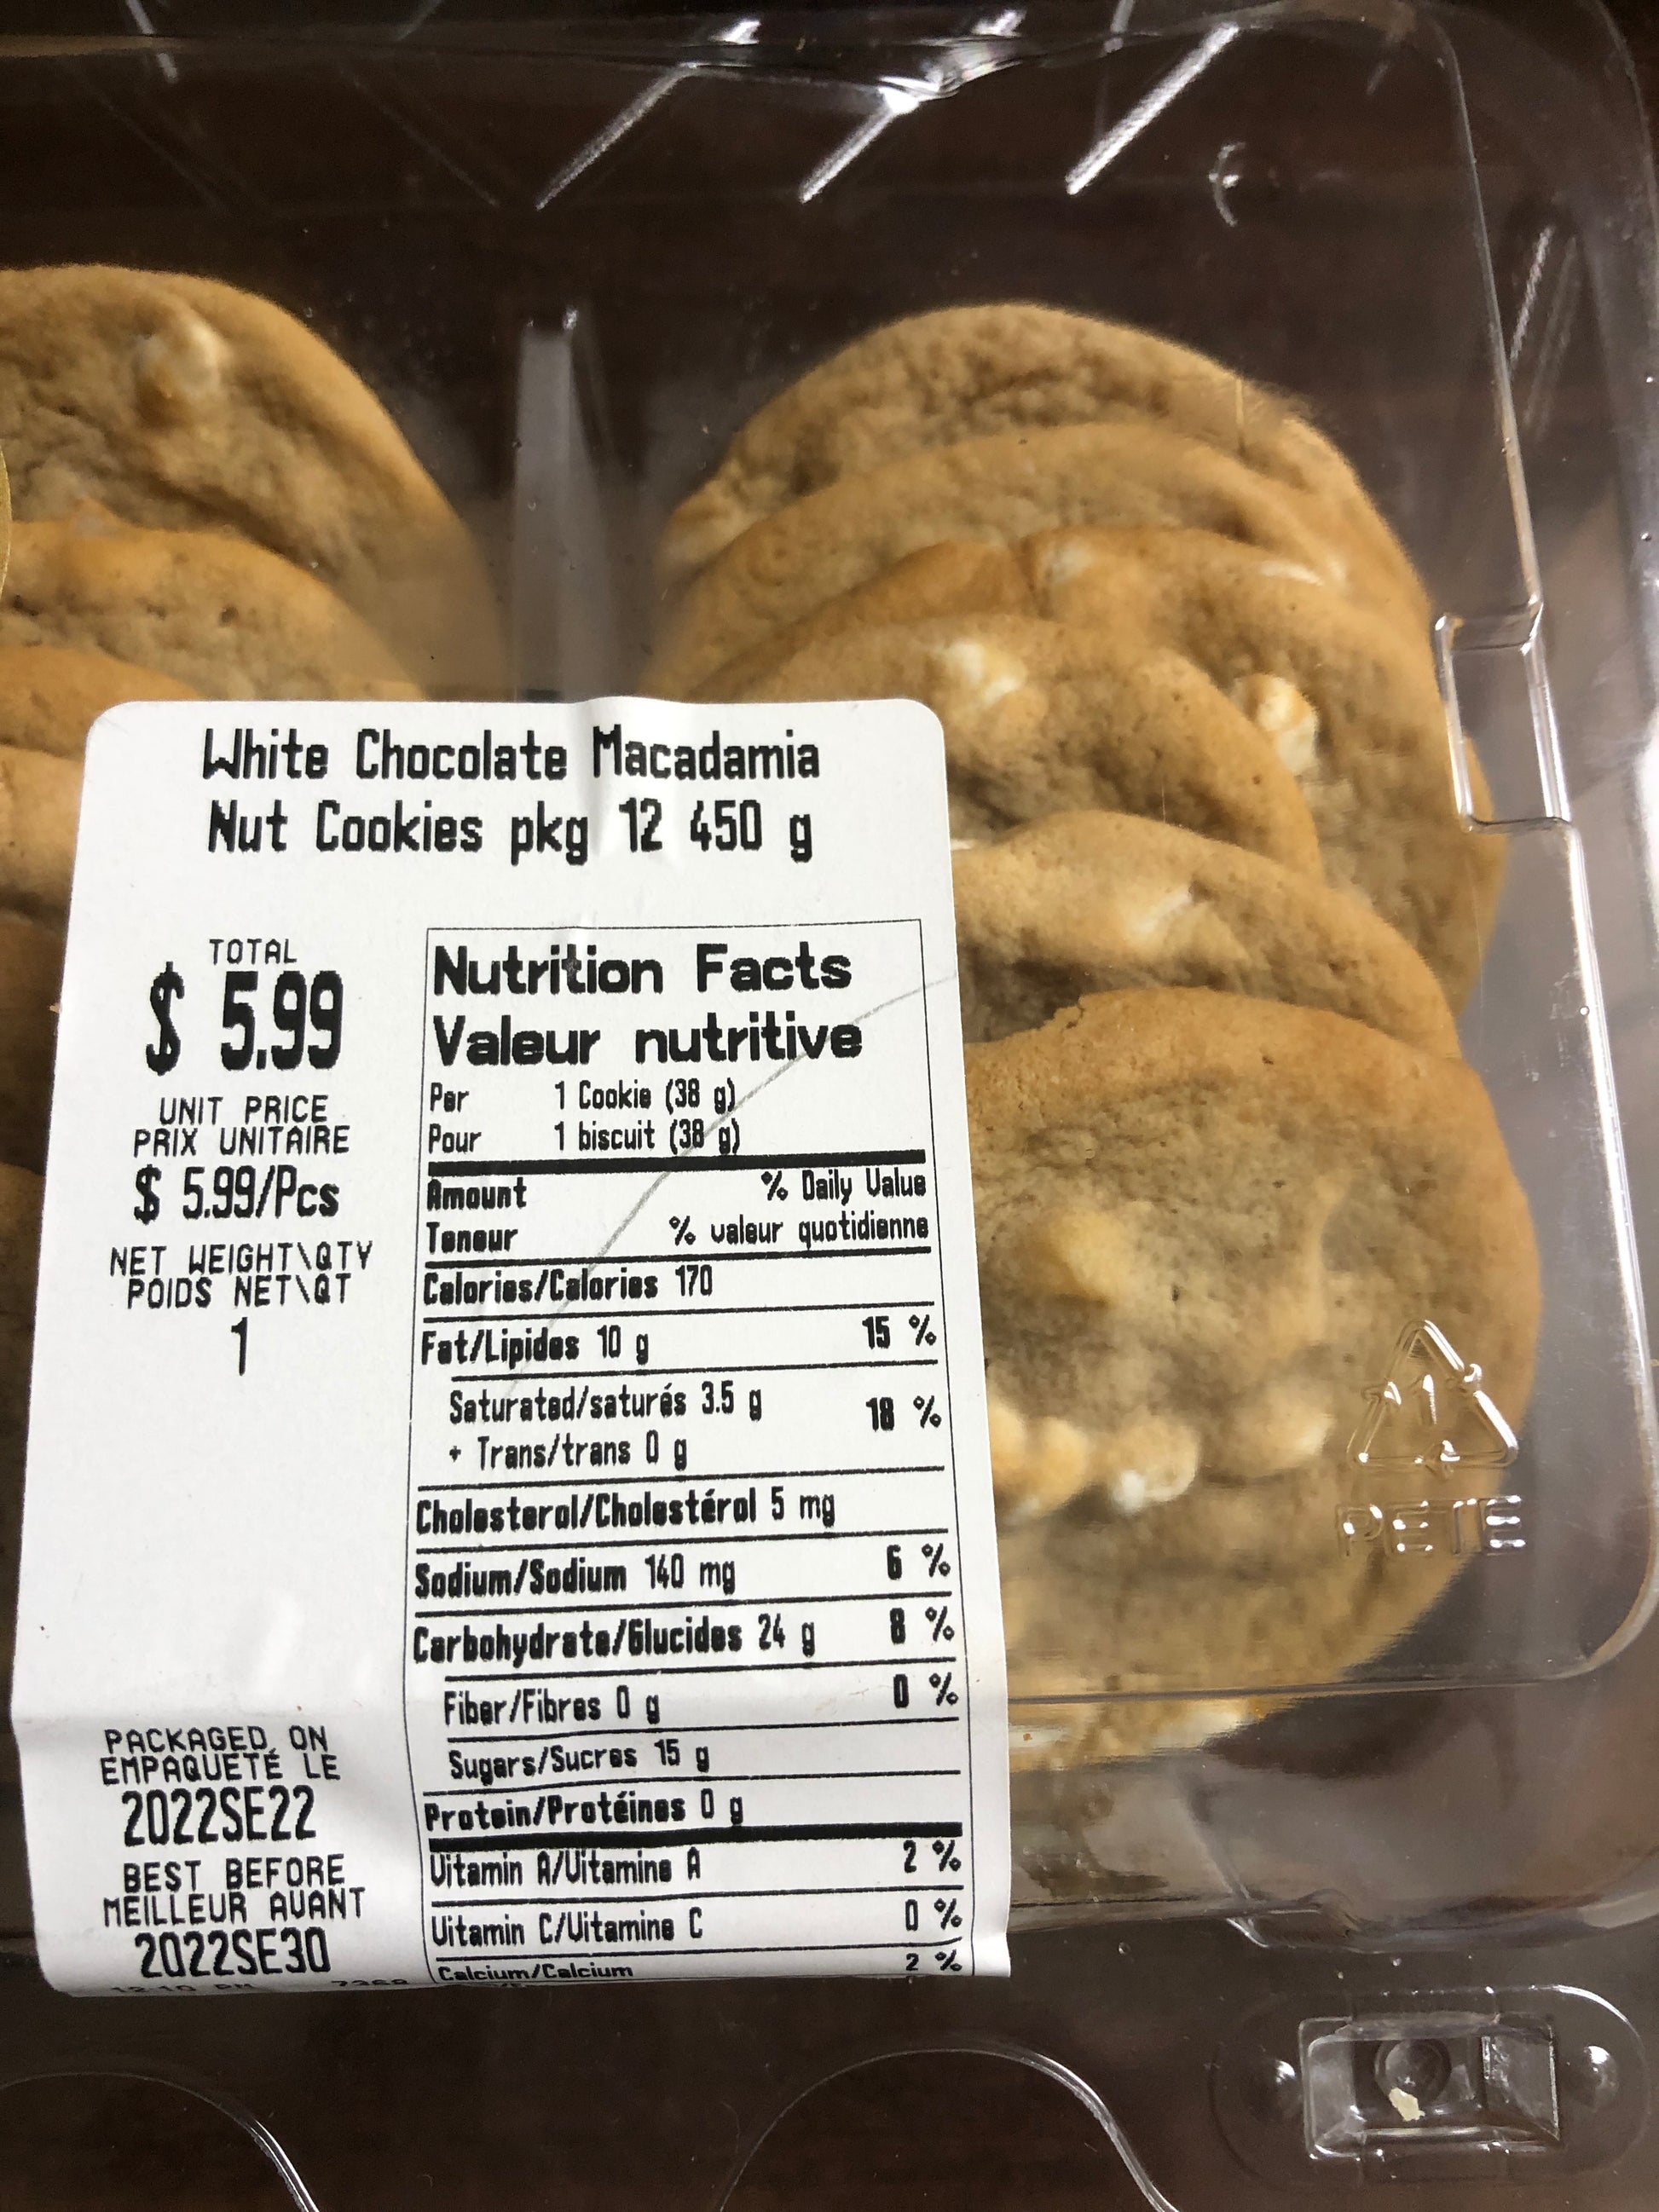 White Chocolate Macadamia
Nut Cookies pkg 12 450 g
TOTAL
$ 5.99
UNIT PRICE
PRIX UNITAIRE
$ 5.99/Pcs
NET WEIGHT\QTY
POIDS NET\QT
1
PACKAGED ON
EMPAQUETÉ LE
2022SE22
BEST BEFORE
MEILLEUR AVANT
2022SE30
Nutrition Facts
Valeur nutritive
Per 1 Cookie (38 g)
Pour 1 biscuit (38 g)
Amount % Daily Value
Teneur % valeur quotidienne
Calories/Calories 170
Fat/Lipides 10 g 15 %
Saturated/saturés 3.5 g 18 %
+ Trans/trans 0 g
Cholesterol/Cholestérol 5 mg
Sodium/Sodium 140 mg 6 %
Carbohydrate/Glucides 24 g 8 %
Fiber/Fibres 0 g 0 %
Sugars/Sucres 15 g
Protein/Protéines 0 g
Vitamin A/Vitamine A 2 %
Vitamin C/Vitamine C 0 %
Calcium/Calcium 2 %
1
PETE